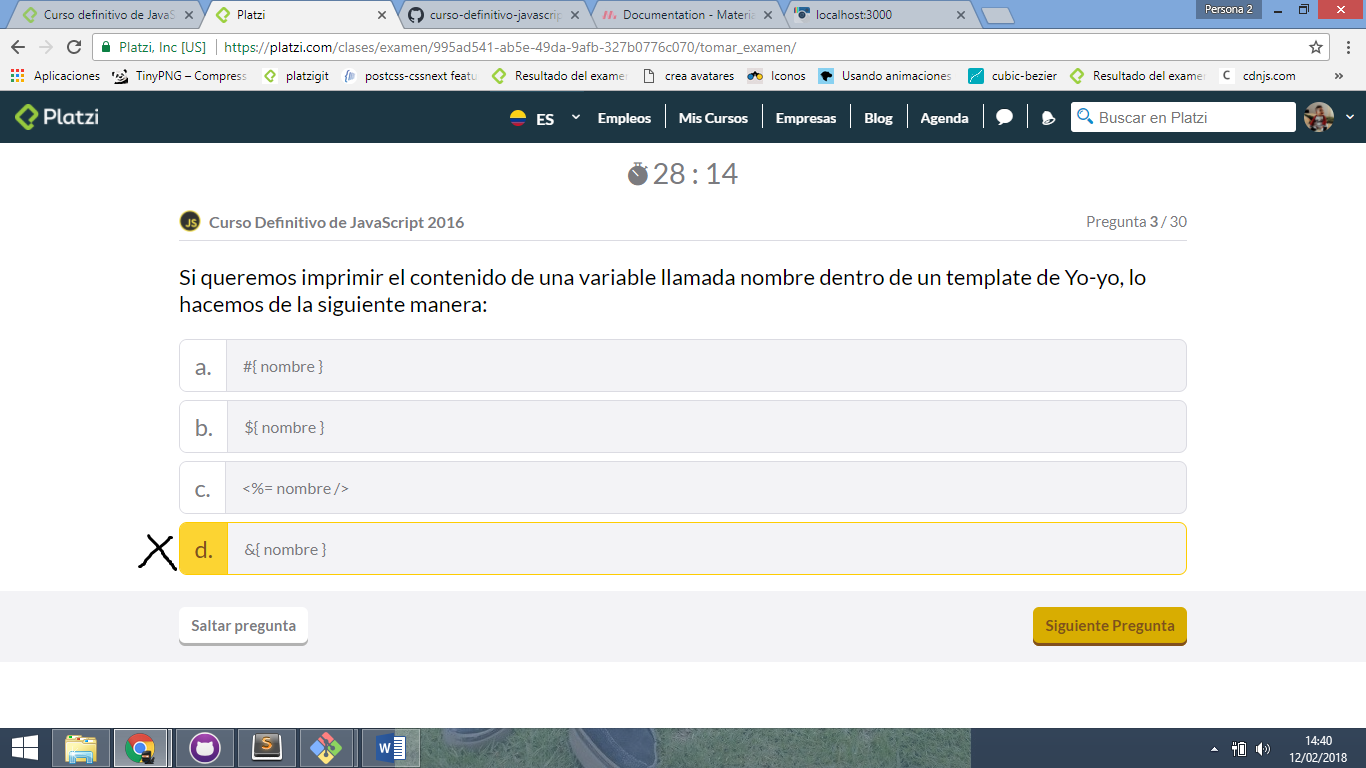 Curso definitivo de JavaS
Platzi
curso-definitivo-javascrip
Documentation - Materia
localhost:3000
Persona 2
Platzi, Inc [US]
https://platzi.com/clases/examen/995ad541-ab5e-49da-9afb-327b0776c070/tomar_examen/
Aplicaciones
TinyPNG – Compress
platzigit
postcss-cssnext featu
Resultado del examen
crea avatares
Iconos
Usando animaciones
cubic-bezier
Resultado del examen
cdnjs.com
»
Platzi
ES
Empleos
Mis Cursos
Empresas
Blog
Agenda
Buscar en Platzi
28 : 14
JS
Curso Definitivo de JavaScript 2016
Pregunta 3 / 30
Si queremos imprimir el contenido de una variable llamada nombre dentro de un template de Yo-yo, lo
hacemos de la siguiente manera:
a. #{ nombre }
b. ${ nombre }
c. <%= nombre />
X d. &{ nombre }
Saltar pregunta
Siguiente Pregunta
14:40
12/02/2018